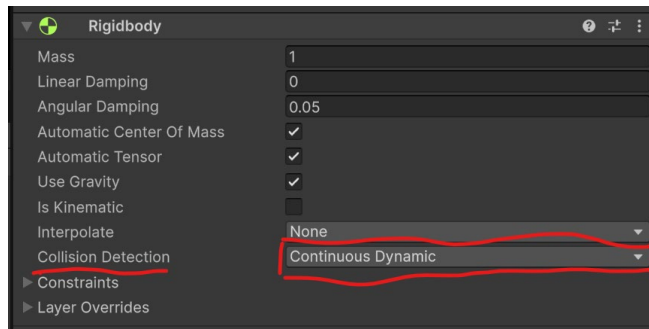 Rigidbody
Mass 1
Linear Damping 0
Angular Damping 0.05
Automatic Center Of Mass
Automatic Tensor
Use Gravity
Is Kinematic
Interpolate None
Collision Detection Continuous Dynamic
Constraints
Layer Overrides